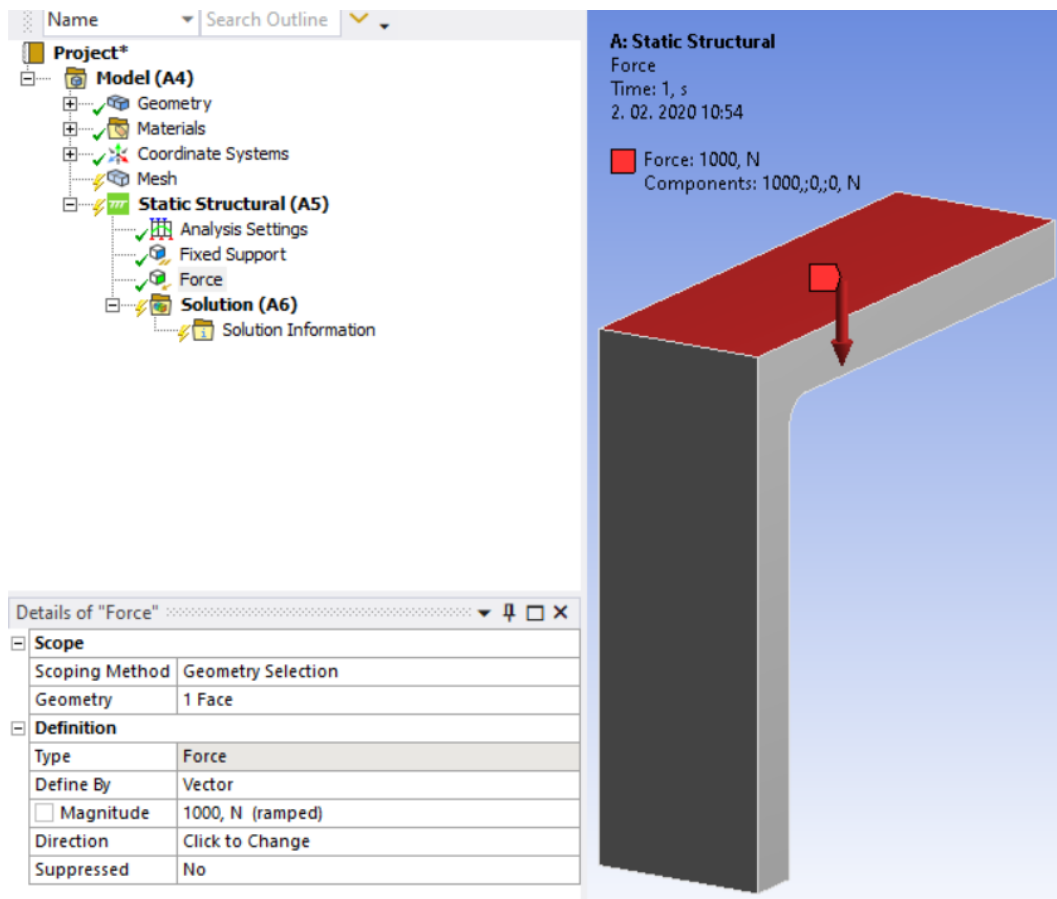 Name Search Outline
Project*
Model (A4)
Geometry
Materials
Coordinate Systems
Mesh
Static Structural (A5)
Analysis Settings
Fixed Support
Force
Solution (A6)
Solution Information
Details of "Force"
Scope
Scoping Method Geometry Selection
Geometry 1 Face
Definition
Type Force
Define By Vector
Magnitude 1000, N (ramped)
Direction Click to Change
Suppressed No
A: Static Structural
Force
Time: 1, s
2. 02. 2020 10:54
Force: 1000, N
Components: 1000,;0,;0, N